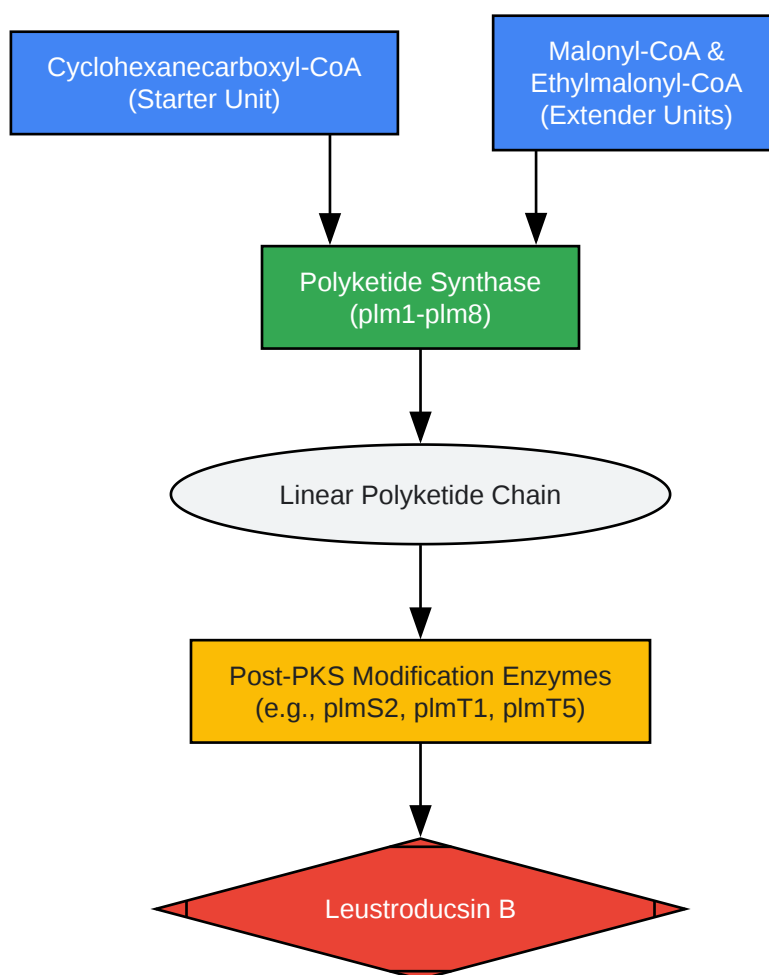 Cyclohexanecarboxyl-CoA
(Starter Unit)
Malonyl-CoA &
Ethylmalonyl-CoA
(Extender Units)
Polyketide Synthase
(plm1-plm8)
Linear Polyketide Chain
Post-PKS Modification Enzymes
(e.g., plmS2, plmT1, plmT5)
Leustroducsin B